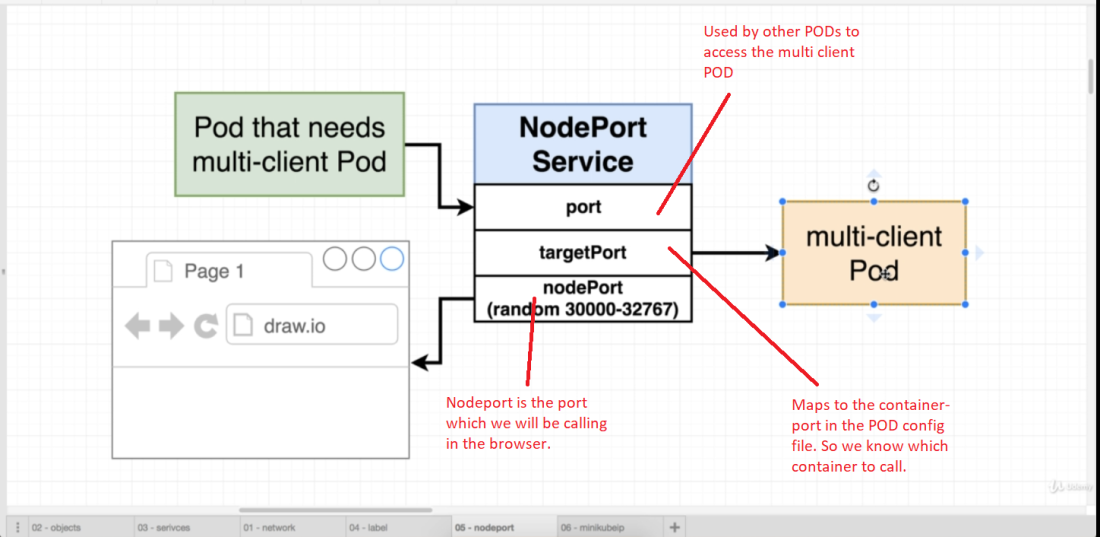 Used by other PODs to
access the multi client
POD
Pod that needs
multi-client Pod
NodePort
Service
port
targetPort
nodePort
(random 30000-32767)
multi-client
Pod
Page 1
draw.io
Nodeport is the port
which we will be calling
in the browser.
Maps to the container-
port in the POD config
file. So we know which
container to call.
Udemy
02 - objects
03 - serivces
01 - network
04 - label
05 - nodeport
06 - minikubeip